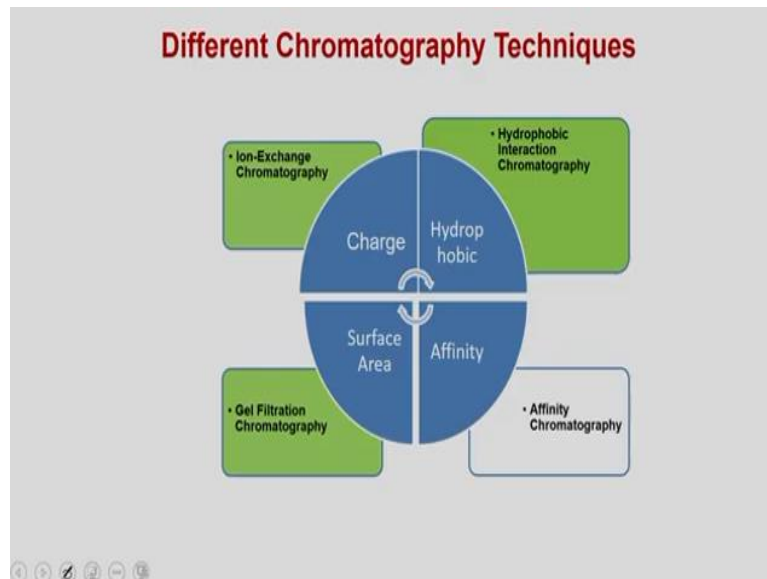 Different Chromatography Techniques
• Ion-Exchange
Chromatography
• Hydrophobic
Interaction
Chromatography
Charge
Hydrop
hobic
Surface
Area
Affinity
• Gel Filtration
Chromatography
• Affinity
Chromatography